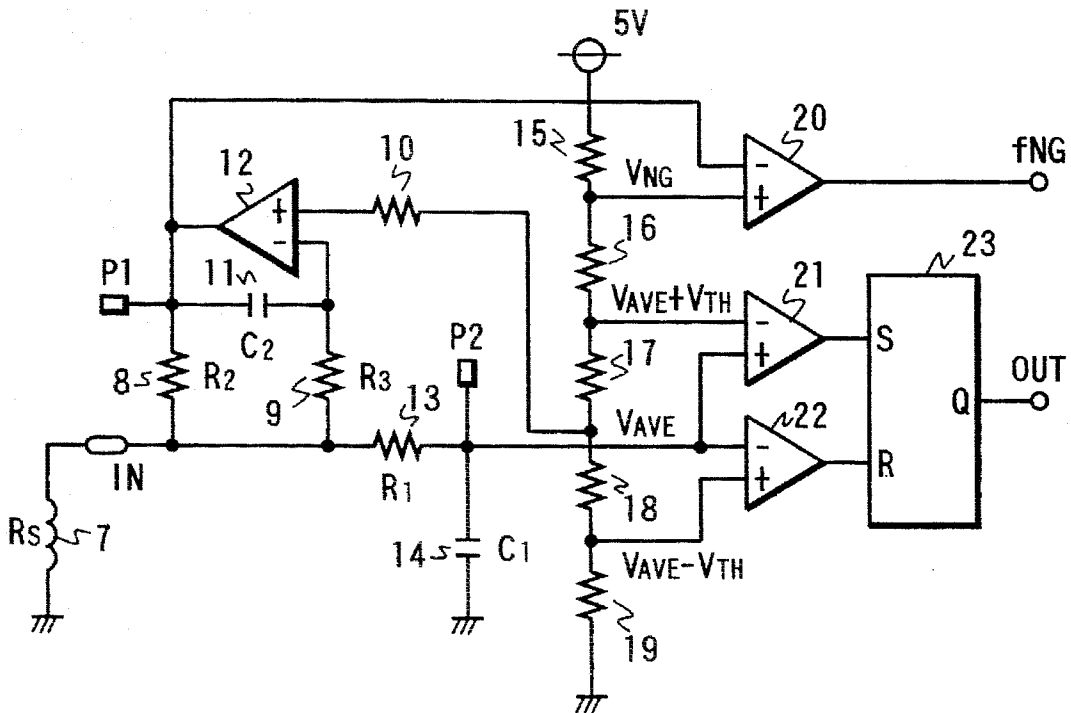 5V
15
20
fNG
12
10
VNG
16
23
P1
11
VAVE+VTH
21
C2
P2
S
8
R2
9
R3
13
17
OUT
Q
VAVE
22
IN
R1
R
18
RS
7
14
C1
VAVE-VTH
19
+
-
-
+
-
+
-
+